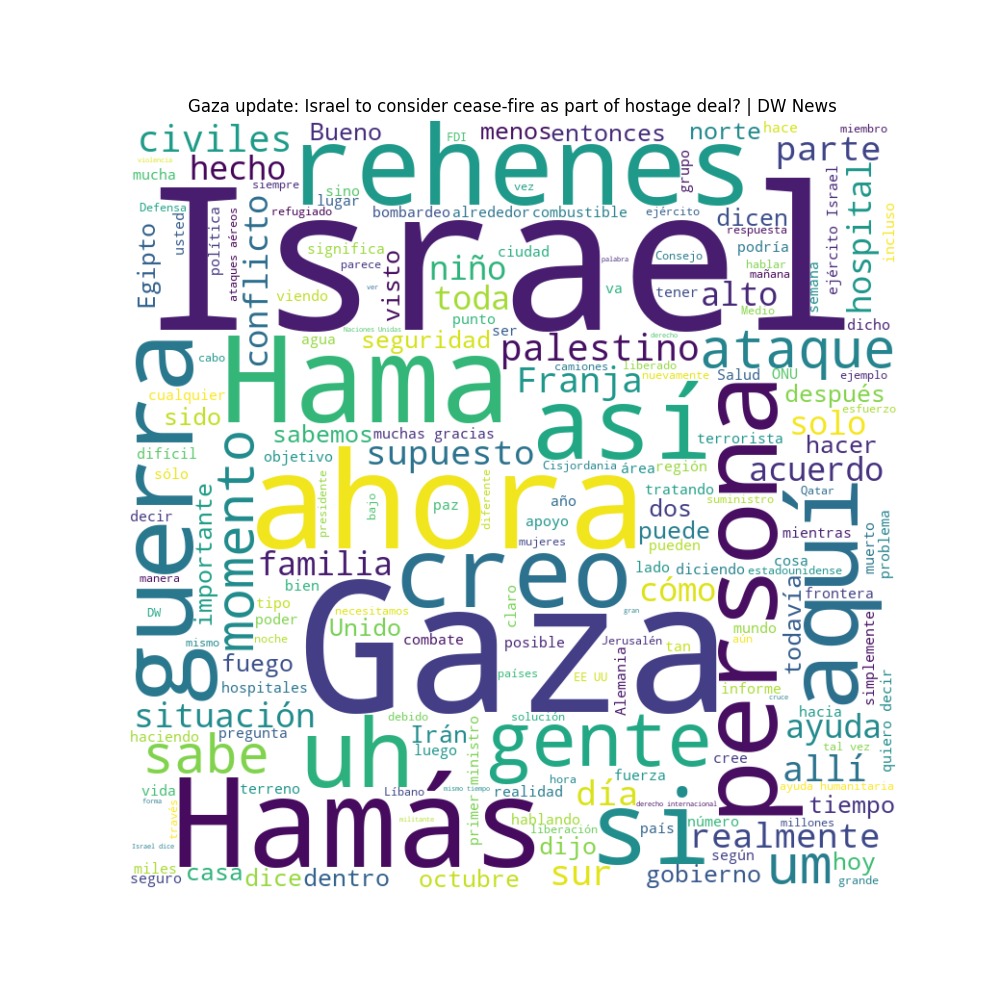 Gaza update: Israel to consider cease-fire as part of hostage deal? | DW News
civiles
Bueno
FDI
menos
entonces
norte
hace
miembro
violencia
mucha
hecho
rehenes
grupo
parte
siempre
sino
lugar
vez
Defensa
usted
política
ataques aéreos
refugiado
bombardeo
alrededor
combustible
ejército
dicen
respuesta
hospital
incluso
Egipto
conflicto
Israel
significa
visto
niño
ciudad
palabra
Consejo
podría
hablar
mañana
semana
ejército Israel
parece
ver
viendo
toda
va
tener
alto
Medio
punto
ser
dicho
agua
Naciones Unidas
seguridad
palestino
derecho
ataque
cabo
guerra
Hama
camiones
liberado
Franja
nuevamente
Salud
ONU
ejemplo
cualquier
después
sido
así
persona
esfuerzo
solo
sabemos
muchas gracias
terrorista
hacer
difícil
momento
objetivo
supuesto
Cisjordania
área
región
acuerdo
sólo
importante
ahora
presidente
bajo
paz
diferente
año
tratando
suministro
Qatar
aquí
decir
apoyo
dos
puede
mientras
muerto
problema
mujeres
pueden
manera
familia
creo
lado
diciendo
cosa
estadounidense
bien
cómo
todavía
frontera
DW
tipo
poder
necesitamos
claro
gran
mundo
simplemente
Unido
Gaza
mismo
noche
combate
posible
Jerusalén
tan
aún
fuego
países
EE UU
Alemania
hospitales
informe
cruce
situación
debido
solución
hacia
quiero decir
haciendo
pregunta
uh
Irán
luego
primer ministro
gente
ayuda
tal vez
sabe
cree
allí
vida
terreno
Líbano
mismo tiempo
hora
realidad
fuerza
día
ayuda humanitaria
forma
través
Hamás
derecho internacional
tiempo
militante
hablando
liberación
si
país
número
millones
Israel dice
dijo
realmente
miles
seguro
casa
dice
dentro
octubre
sur
gobierno
según
um
hoy
grande